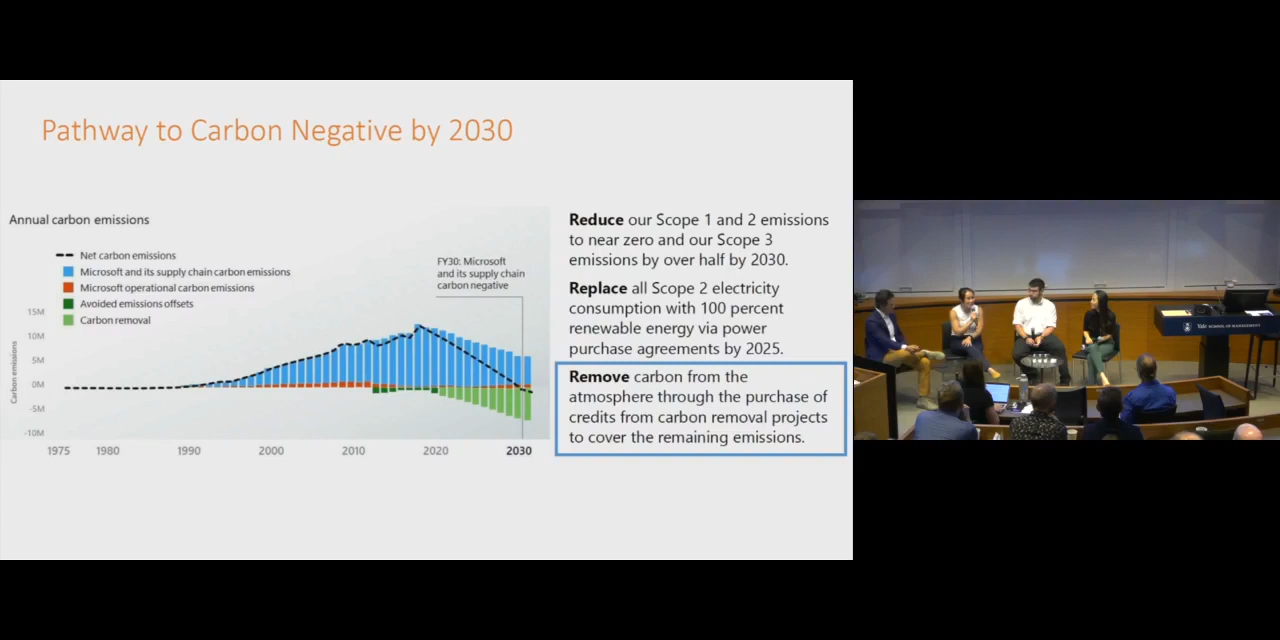 Pathway to Carbon Negative by 2030
Annual carbon emissions
Net carbon emissions
Microsoft and its supply chain carbon emissions
Microsoft operational carbon emissions
Avoided emissions offsets
Carbon removal
FY30: Microsoft
and its supply chain
carbon negative
15M
10M
5M
0M
-5M
-10M
Carbon emissions
1975
1980
1990
2000
2010
2020
2030
Reduce our Scope 1 and 2 emissions
to near zero and our Scope 3
emissions by over half by 2030.
Replace all Scope 2 electricity
consumption with 100 percent
renewable energy via power
purchase agreements by 2025.
Remove carbon from the
atmosphere through the purchase of
credits from carbon removal projects
to cover the remaining emissions.
Yale SCHOOL OF MANAGEMENT